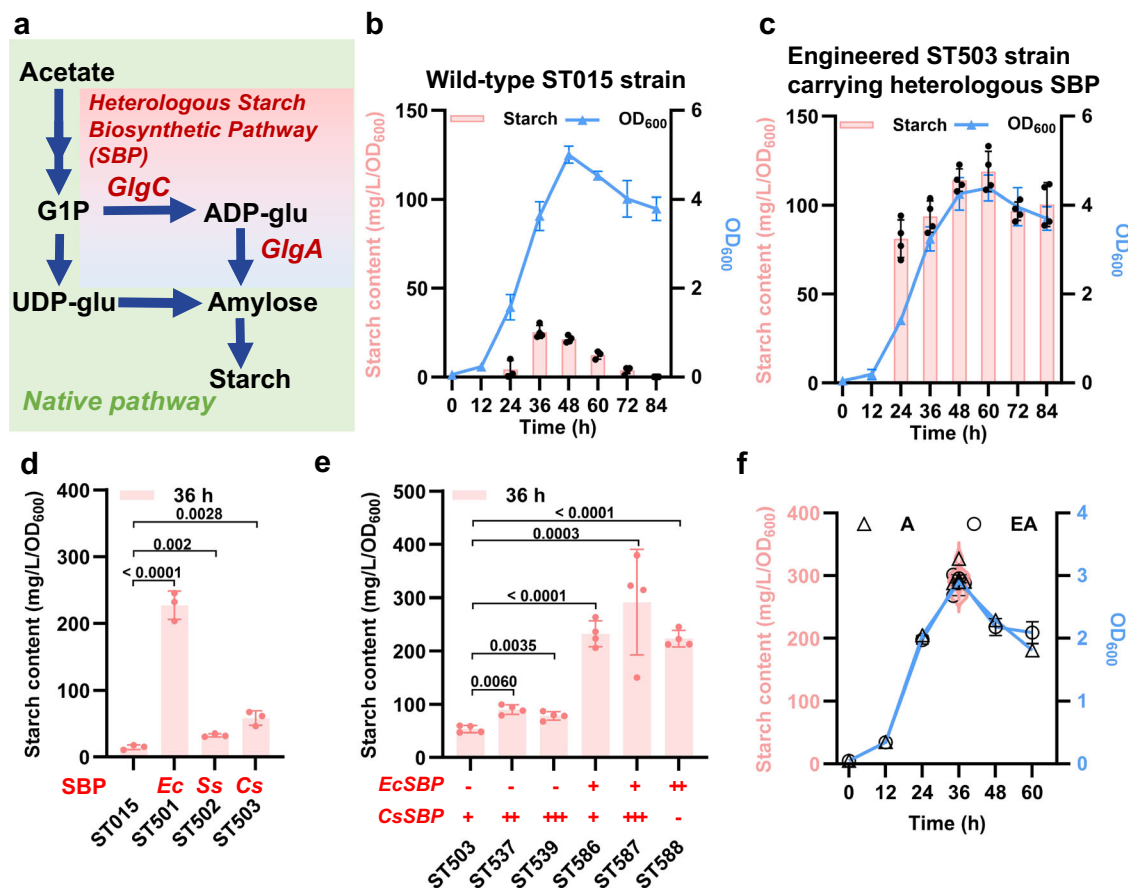 a
Acetate
Heterologous Starch
Biosynthetic Pathway
(SBP)
GlgC
G1P
ADP-glu
GlgA
UDP-glu
Amylose
Starch
Native pathway
b
Wild-type ST015 strain
Starch
OD600
Starch content (mg/L/OD600)
150
100
50
0
6
4
2
0
OD600
0 12 24 36 48 60 72 84
Time (h)
c
Engineered ST503 strain
carrying heterologous SBP
Starch
OD600
Starch content (mg/L/OD600)
150
100
50
0
6
4
2
0
OD600
0 12 24 36 48 60 72 84
Time (h)
d
36 h
Starch content (mg/L/OD600)
400
300
200
100
0
0.0028
0.002
< 0.0001
SBP Ec Ss Cs
ST015 ST501 ST502 ST503
e
36 h
Starch content (mg/L/OD600)
500
400
300
200
100
0
< 0.0001
0.0003
< 0.0001
0.0035
0.0060
EcSBP - - - + + ++
CsSBP + ++ +++ + +++ -
ST503 ST537 ST539 ST586 ST587 ST588
f
A EA
Starch content (mg/L/OD600)
400
300
200
100
0
4
3
2
1
0
OD600
0 12 24 36 48 60
Time (h)